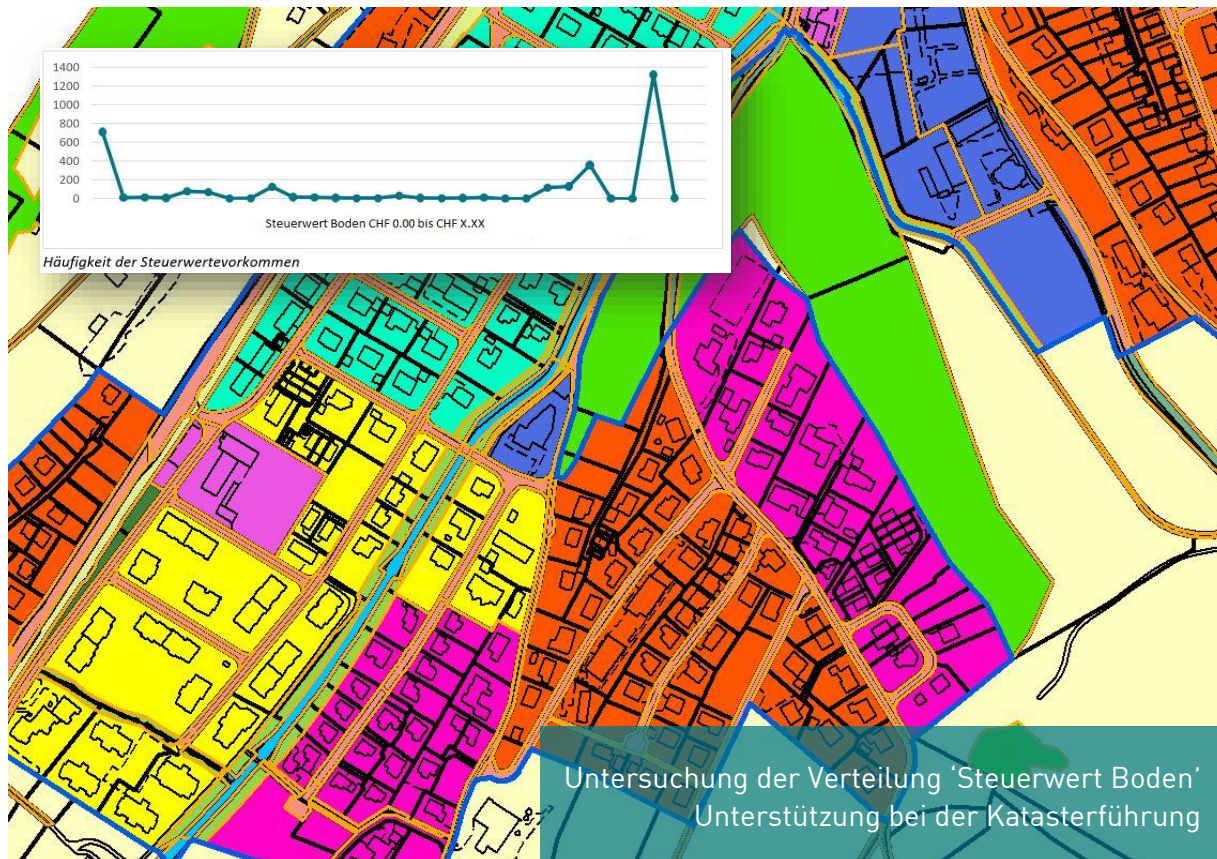 1400
1200
1000
800
600
400
200
0
Steuerwert Boden CHF 0.00 bis CHF X.XX
Häufigkeit der Steuerwertevorkommen
Untersuchung der Verteilung ‘Steuerwert Boden’
Unterstützung bei der Katasterführung